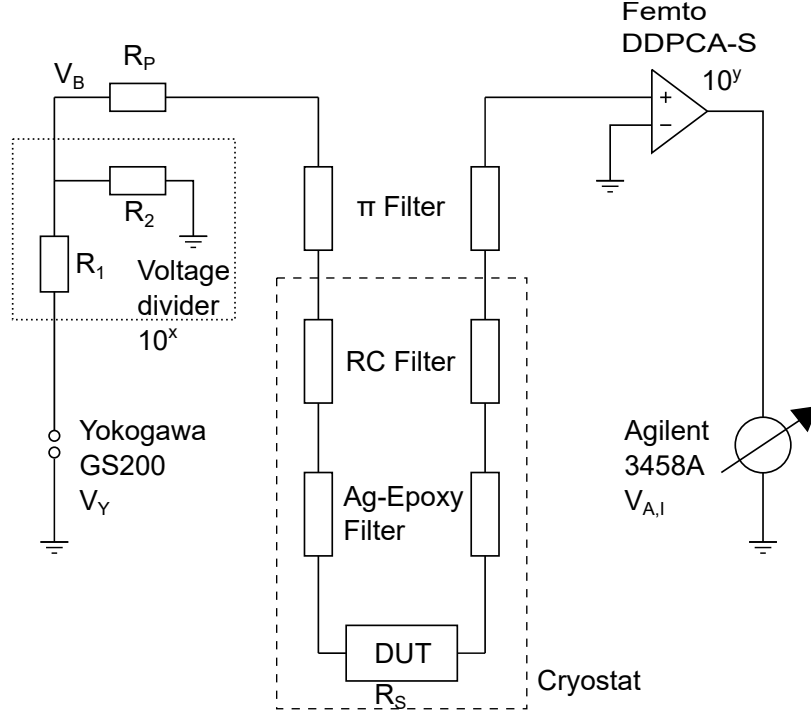 Femto
DDPCA-S
10^y
V_B
R_P
+
−
R_2
π Filter
R_1
Voltage
divider
10^x
RC Filter
Yokogawa
GS200
V_Y
Agilent
3458A
V_A,I
Ag-Epoxy
Filter
DUT
R_S
Cryostat